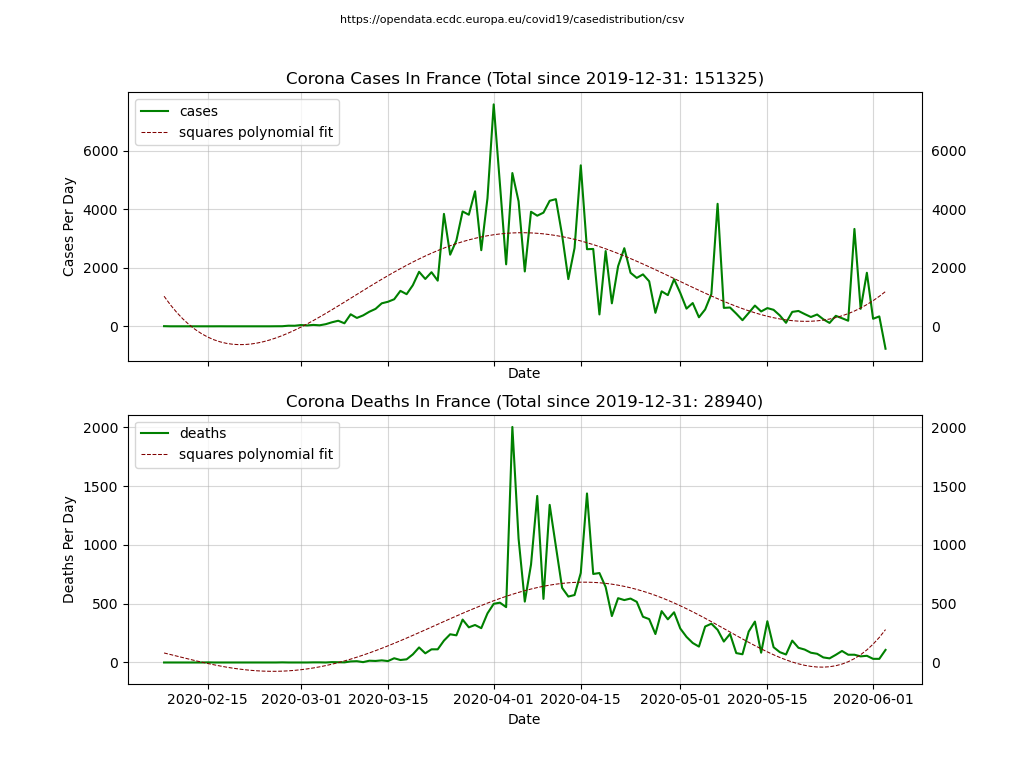 https://opendata.ecdc.europa.eu/covid19/casedistribution/csv
Corona Cases In France (Total since 2019-12-31: 151325)
cases
squares polynomial fit
6000 6000
4000 4000
2000 2000
0 0
Cases Per Day
Date
Corona Deaths In France (Total since 2019-12-31: 28940)
deaths
squares polynomial fit
2000 2000
1500 1500
1000 1000
500 500
0 0
Deaths Per Day
2020-02-15 2020-03-01 2020-03-15 2020-04-01 2020-04-15 2020-05-01 2020-05-15 2020-06-01
Date